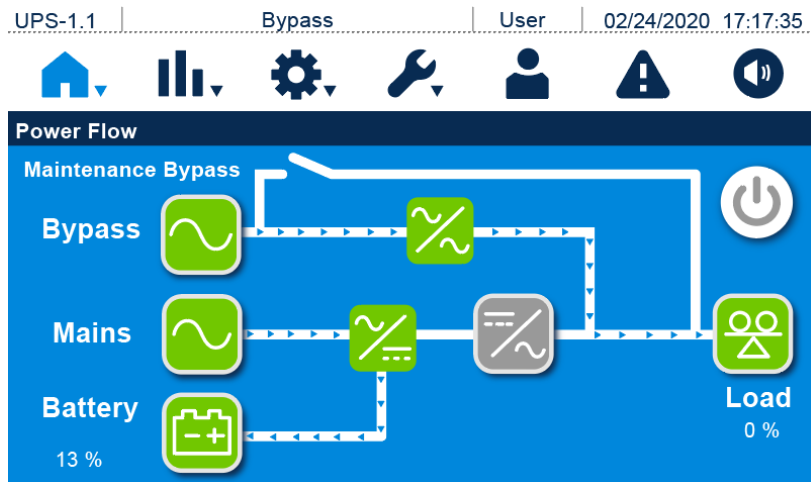 UPS-1.1 Bypass User 02/24/2020 17:17:35
Power Flow
Maintenance Bypass
Bypass
Mains
Battery
13 %
Load
0 %